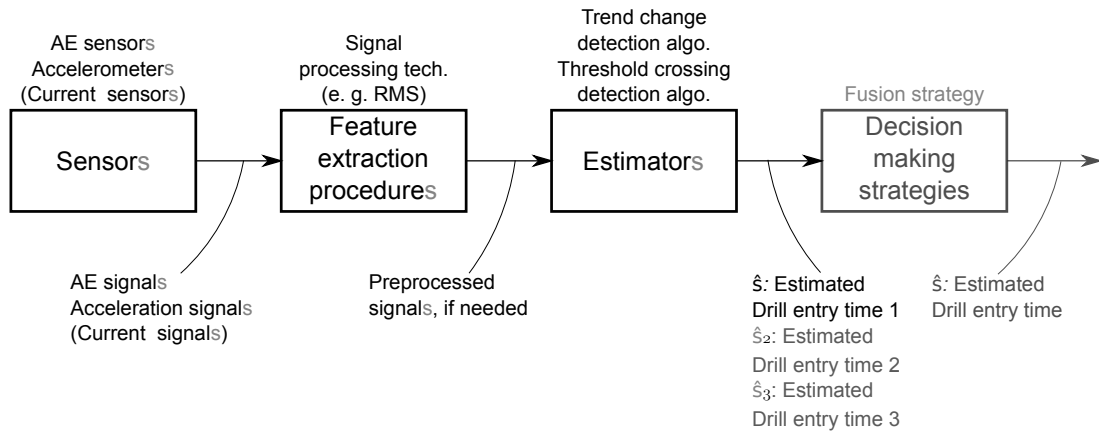 AE sensors
Accelerometers
(Current sensors)
Sensors
AE signals
Acceleration signals
(Current signals)
Signal
processing tech.
(e. g. RMS)
Feature
extraction
procedures
Preprocessed
signals, if needed
Trend change
detection algo.
Threshold crossing
detection algo.
Estimators
ŝ: Estimated
Drill entry time 1
ŝ₂: Estimated
Drill entry time 2
ŝ₃: Estimated
Drill entry time 3
Fusion strategy
Decision
making
strategies
ŝ: Estimated
Drill entry time